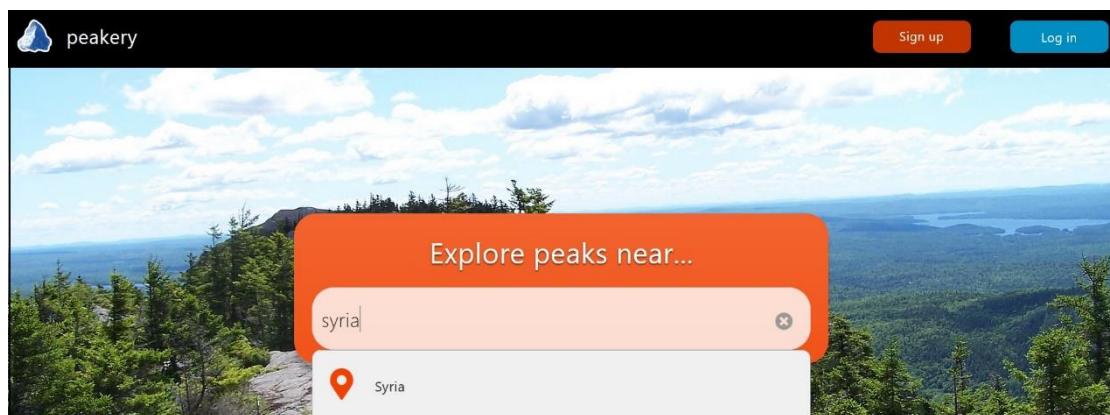 peakery
Sign up
Log in
Explore peaks near...
syria
Syria